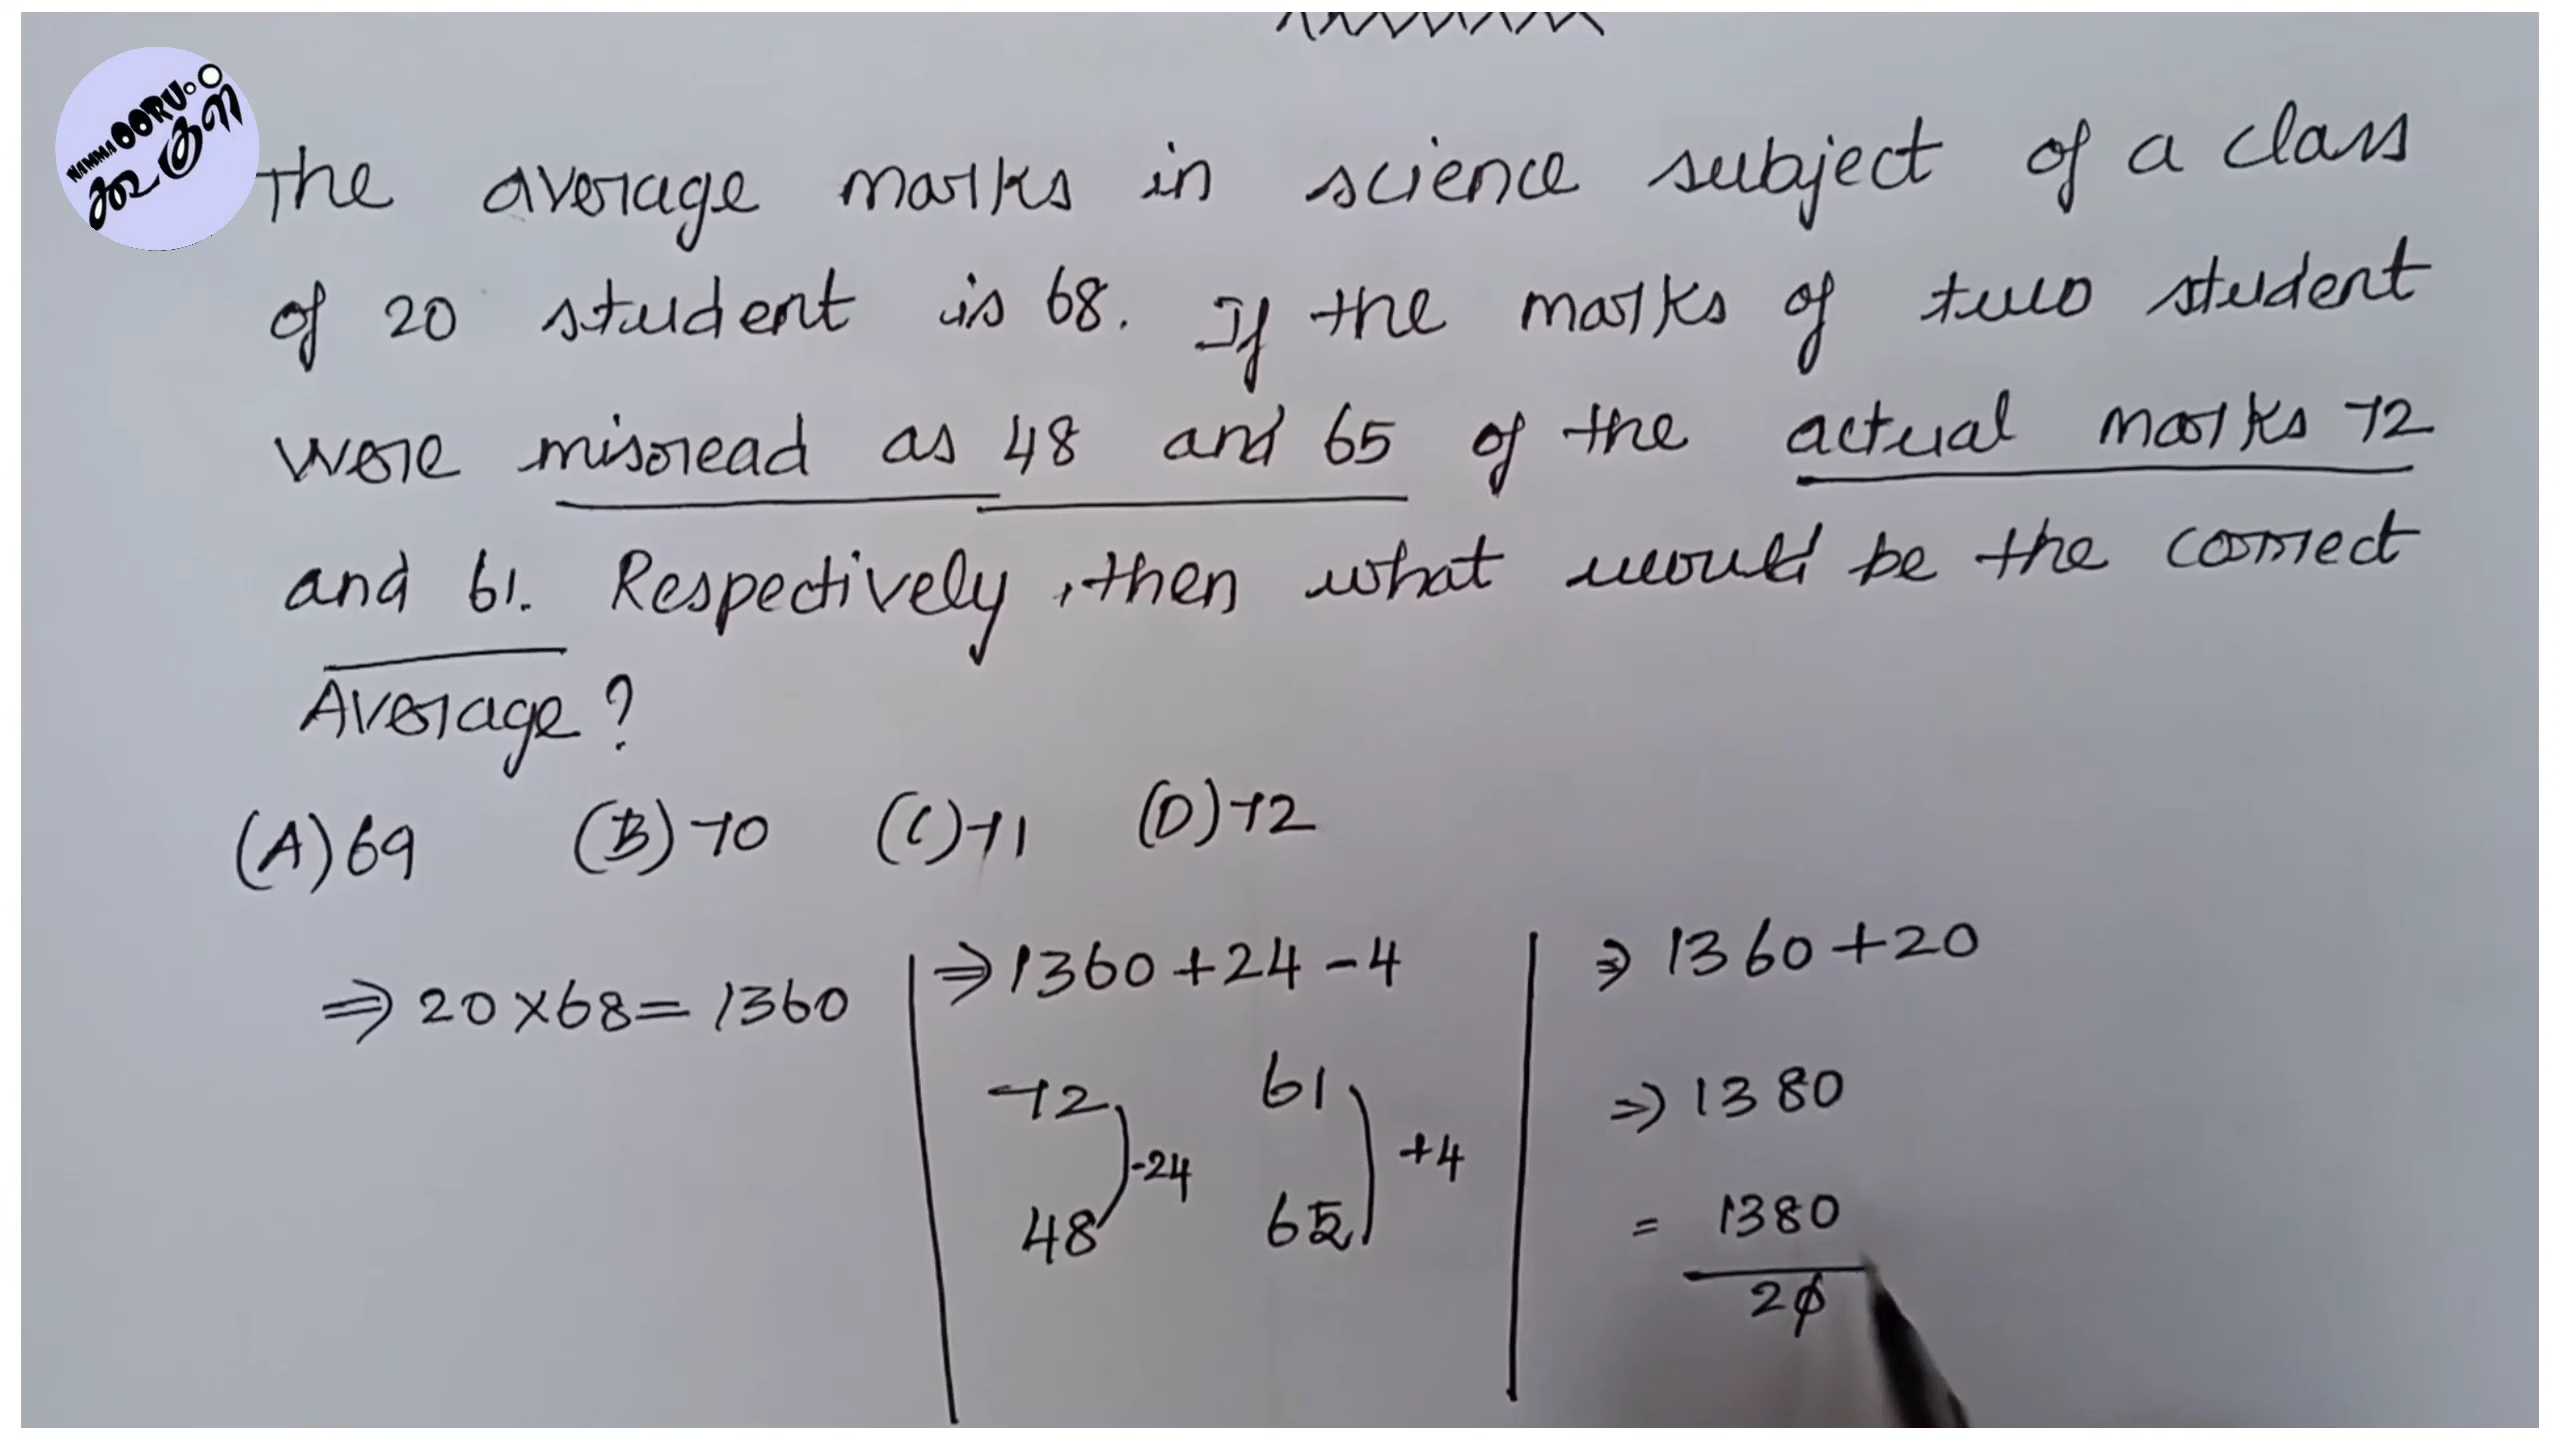 NAMMA OORU
The average marks in science subject of a class
of 20 student is 68. If the marks of two student
were misread as 48 and 65 of the actual marks 72
and 61. Respectively, then what would be the correct
Average?
(A) 69 (B) 70 (C) 71 (D) 72
⇒ 20 × 68 = 1360
⇒ 1360 + 24 - 4
72 61
-24 +4
48 65
⇒ 1360 + 20
⇒ 1380
= 1380
20